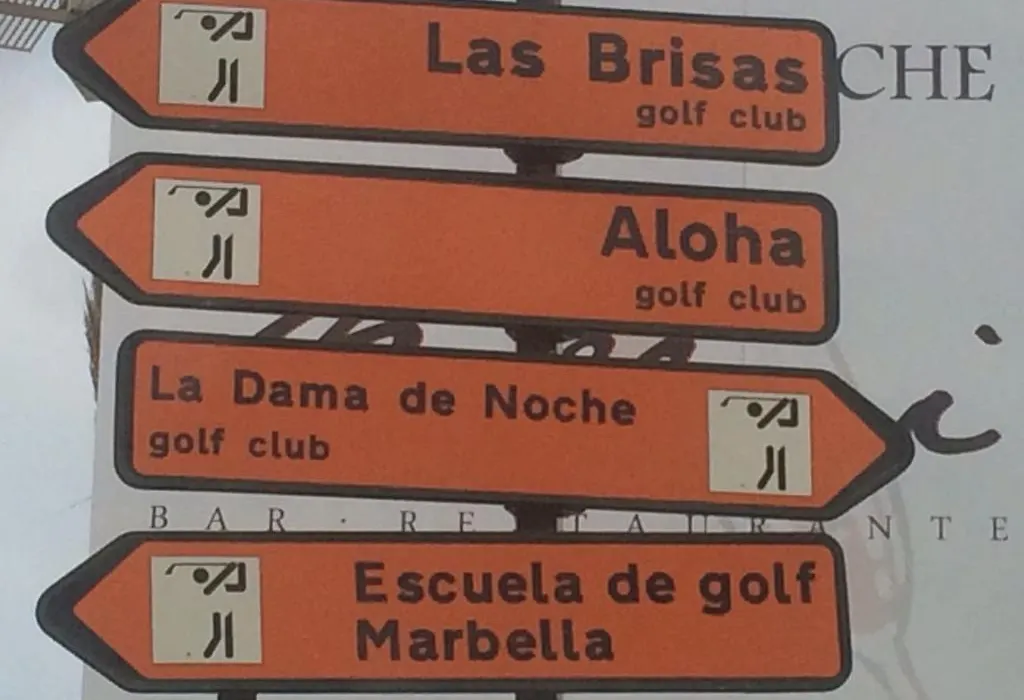 Las Brisas
golf club
CHE
Aloha
golf club
La Dama de Noche
golf club
BAR · RESTAURANTE
Escuela de golf
Marbella